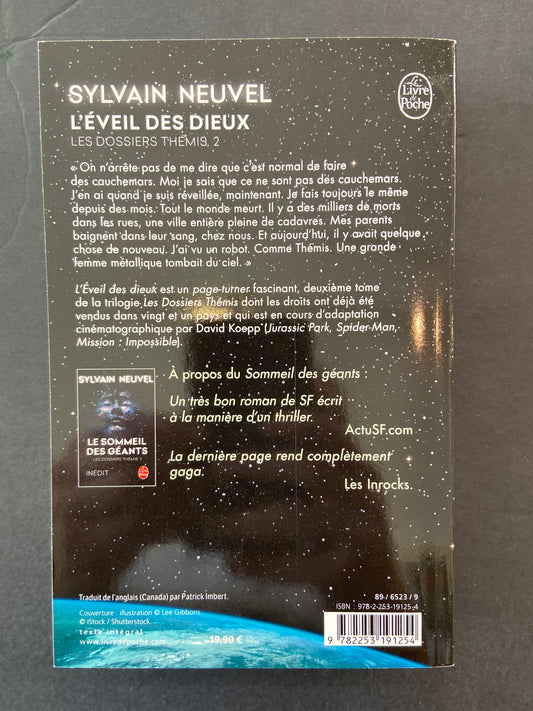 SYLVAIN NEUVEL
L'ÉVEIL DES DIEUX
LES DOSSIERS THÉMIS, 2
Le
Livre
de
Poche
« On n'arrête pas de me dire que c'est normal de faire
des cauchemars. Moi je sais que ce ne sont pas des cauchemars.
J'en ai quand je suis réveillée, maintenant. Je fais toujours le même
depuis des mois. Tout le monde meurt. Il y a des milliers de morts
dans les rues, une ville entière pleine de cadavres. Mes parents
baignent dans leur sang, chez nous. Et aujourd'hui, il y avait quelque
chose de nouveau. J'ai vu un robot. Comme Thémis. Une grande
femme métallique tombait du ciel. »
L'Éveil des dieux est un page-turner fascinant, deuxième tome
de la trilogie Les Dossiers Thémis dont les droits ont déjà été
vendus dans vingt et un pays et qui est en cours d'adaptation
cinématographique par David Koepp (Jurassic Park, Spider-Man,
Mission : Impossible).
SYLVAIN NEUVEL
LE SOMMEIL
DES GÉANTS
LES DOSSIERS THÉMIS 1
INÉDIT
À propos du Sommeil des géants :
Un très bon roman de SF écrit
à la manière d'un thriller.
ActuSF.com
La dernière page rend complètement
gaga.
Les Inrocks.
Traduit de l'anglais (Canada) par Patrick Imbert.
Couverture : illustration © Lee Gibbons.
© iStock / Shutterstock.
texte intégral
www.livredepoche.com
19,90 €
89 / 6523 / 9
ISBN : 978-2-253-19125-4
9 782253 191254